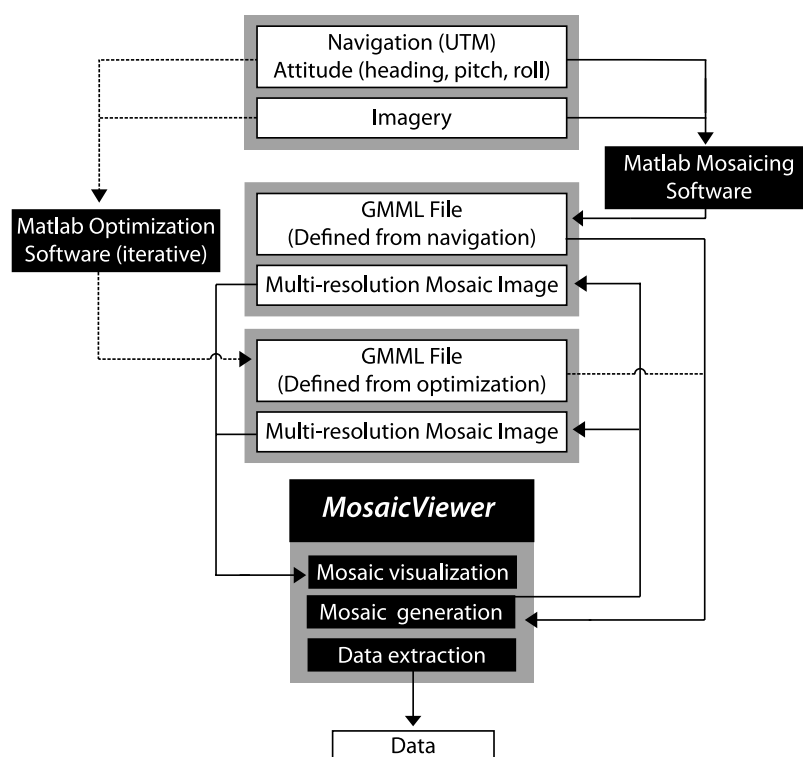 Navigation (UTM)
Attitude (heading, pitch, roll)
Imagery
Matlab Mosaicing
Software
Matlab Optimization
Software (iterative)
GMML File
(Defined from navigation)
Multi-resolution Mosaic Image
GMML File
(Defined from optimization)
Multi-resolution Mosaic Image
MosaicViewer
Mosaic visualization
Mosaic generation
Data extraction
Data